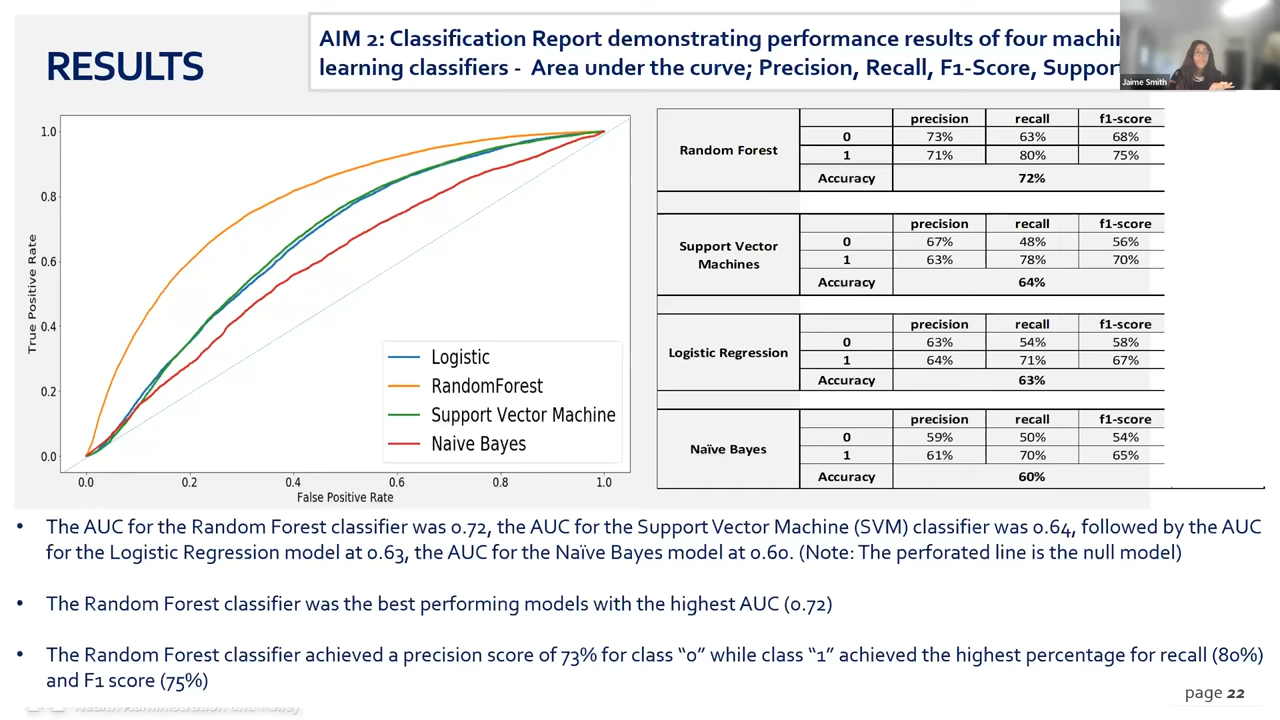 RESULTS
AIM 2: Classification Report demonstrating performance results of four
learning classifiers - Area under the curve; Precision, Recall, F1-Score,
Jaime Smith
1.0
0.8
0.6
0.4
0.2
0.0
True Positive Rate
0.0 0.2 0.4 0.6 0.8 1.0
False Positive Rate
Logistic
RandomForest
Support Vector Machine
Naive Bayes
precision recall f1-score
Random Forest
0 73% 63% 68%
1 71% 80% 75%
Accuracy 72%
precision recall f1-score
Support Vector
Machines
0 67% 48% 56%
1 63% 78% 70%
Accuracy 64%
precision recall f1-score
Logistic Regression
0 63% 54% 58%
1 64% 71% 67%
Accuracy 63%
precision recall f1-score
Naïve Bayes
0 59% 50% 54%
1 61% 70% 65%
Accuracy 60%
• The AUC for the Random Forest classifier was 0.72, the AUC for the Support Vector Machine (SVM) classifier was 0.64, followed by the AUC
for the Logistic Regression model at 0.63, the AUC for the Naïve Bayes model at 0.60. (Note: The perforated line is the null model)
• The Random Forest classifier was the best performing models with the highest AUC (0.72)
• The Random Forest classifier achieved a precision score of 73% for class “0” while class “1” achieved the highest percentage for recall (80%)
and F1 score (75%)
page 22
Health Administration and Policy